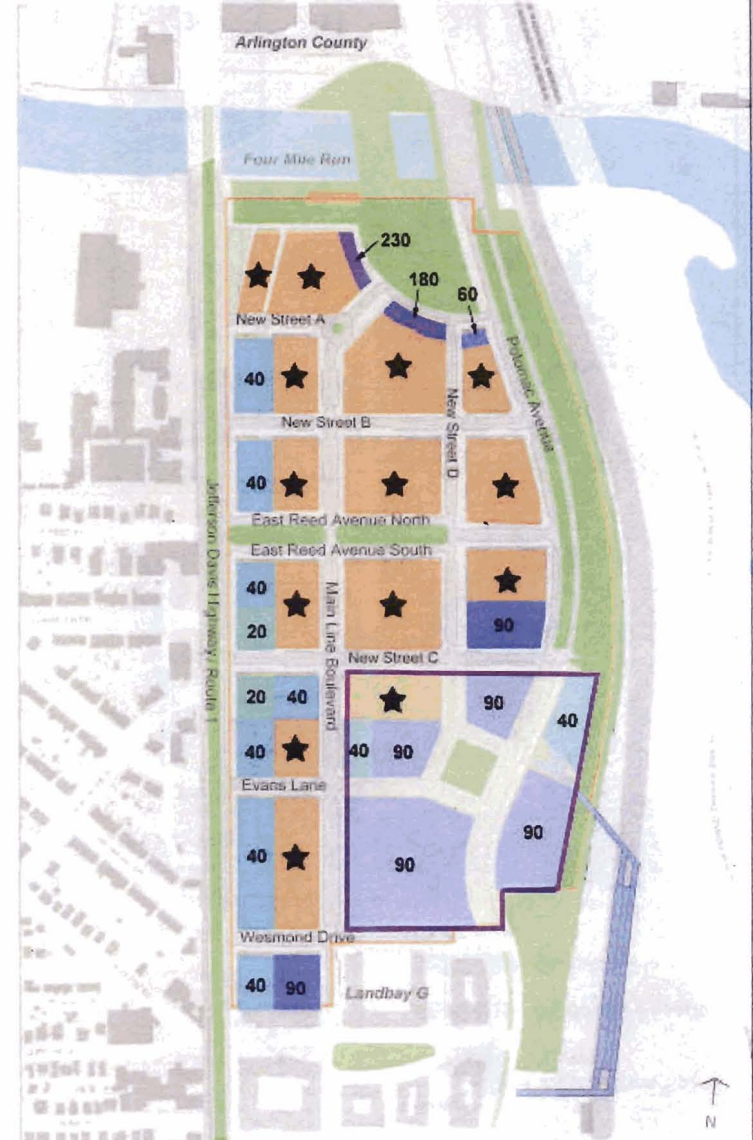 Arlington County
Four Mile Run
230
180
60
New Street A
Potomac Avenue
40
New Street B
New Street D
40
East Reed Avenue North
East Reed Avenue South
Jefferson Davis Highway/ Route 1
40
20
Main Line Boulevard
90
New Street C
20
40
90
40
40
40
90
Evans Lane
40
90
90
Wesmond Drive
40
90
Landbay G
N